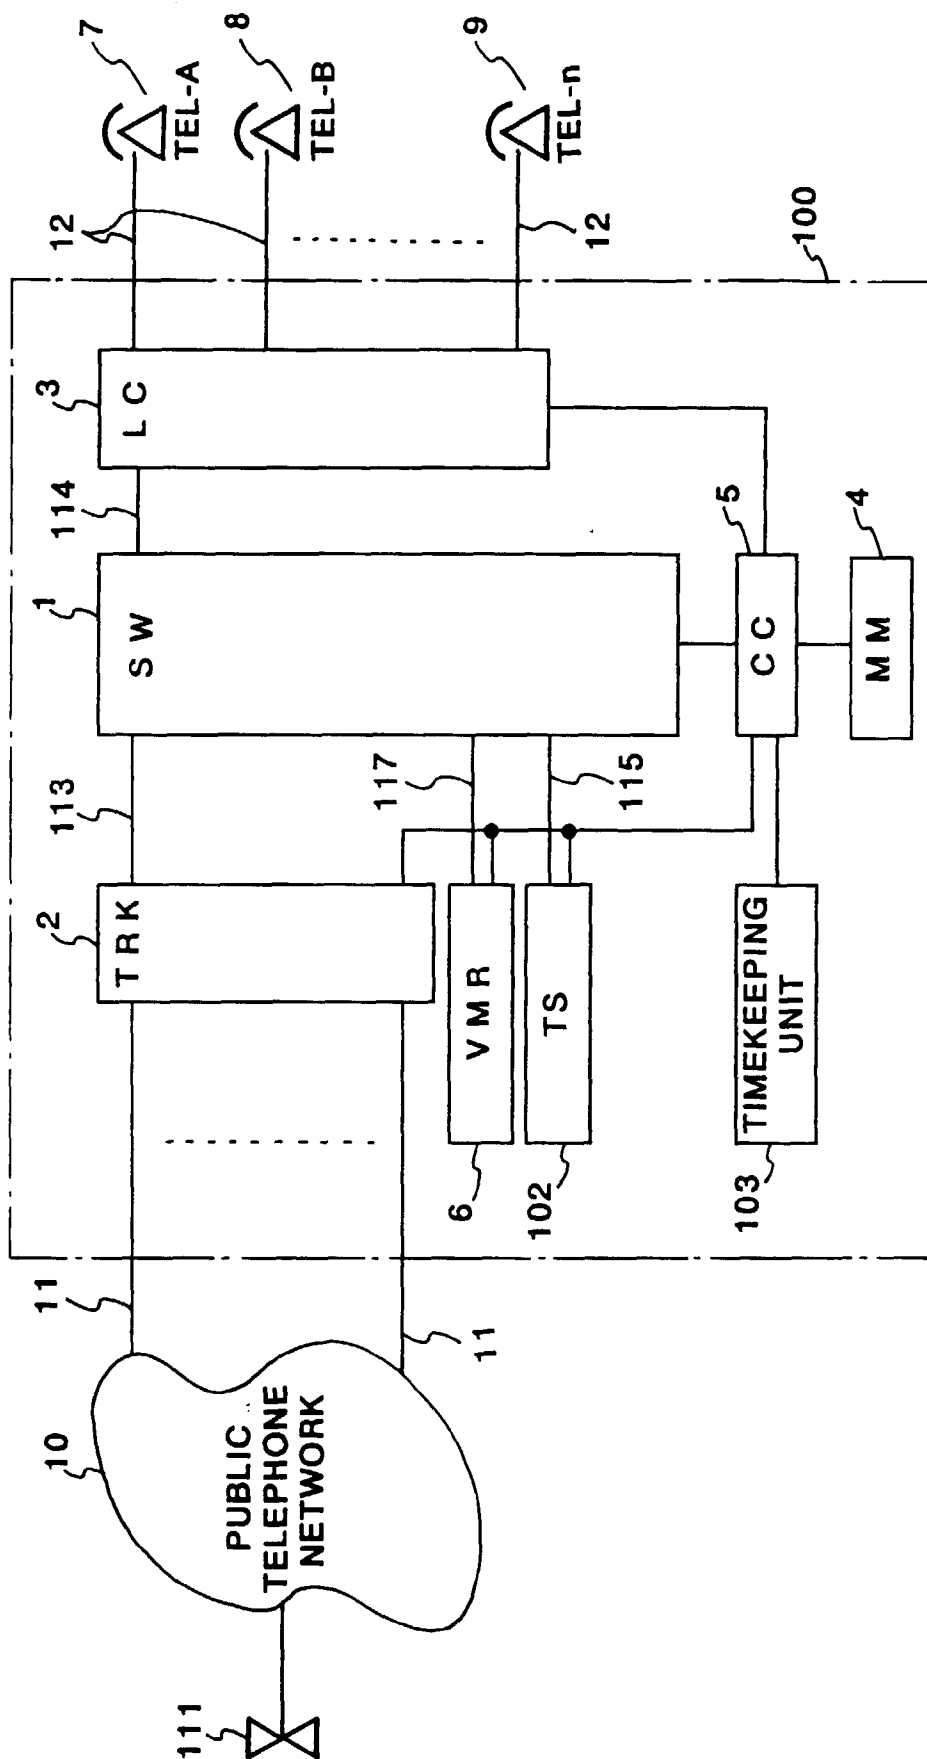 111
10
PUBLIC
TELEPHONE
NETWORK
11
11
2
TRK
113
6
VMR
117
102
TS
115
103
TIMEKEEPING
UNIT
1
SW
114
3
LC
5
CC
4
MM
12
12
7
TEL-A
8
TEL-B
9
TEL-n
100